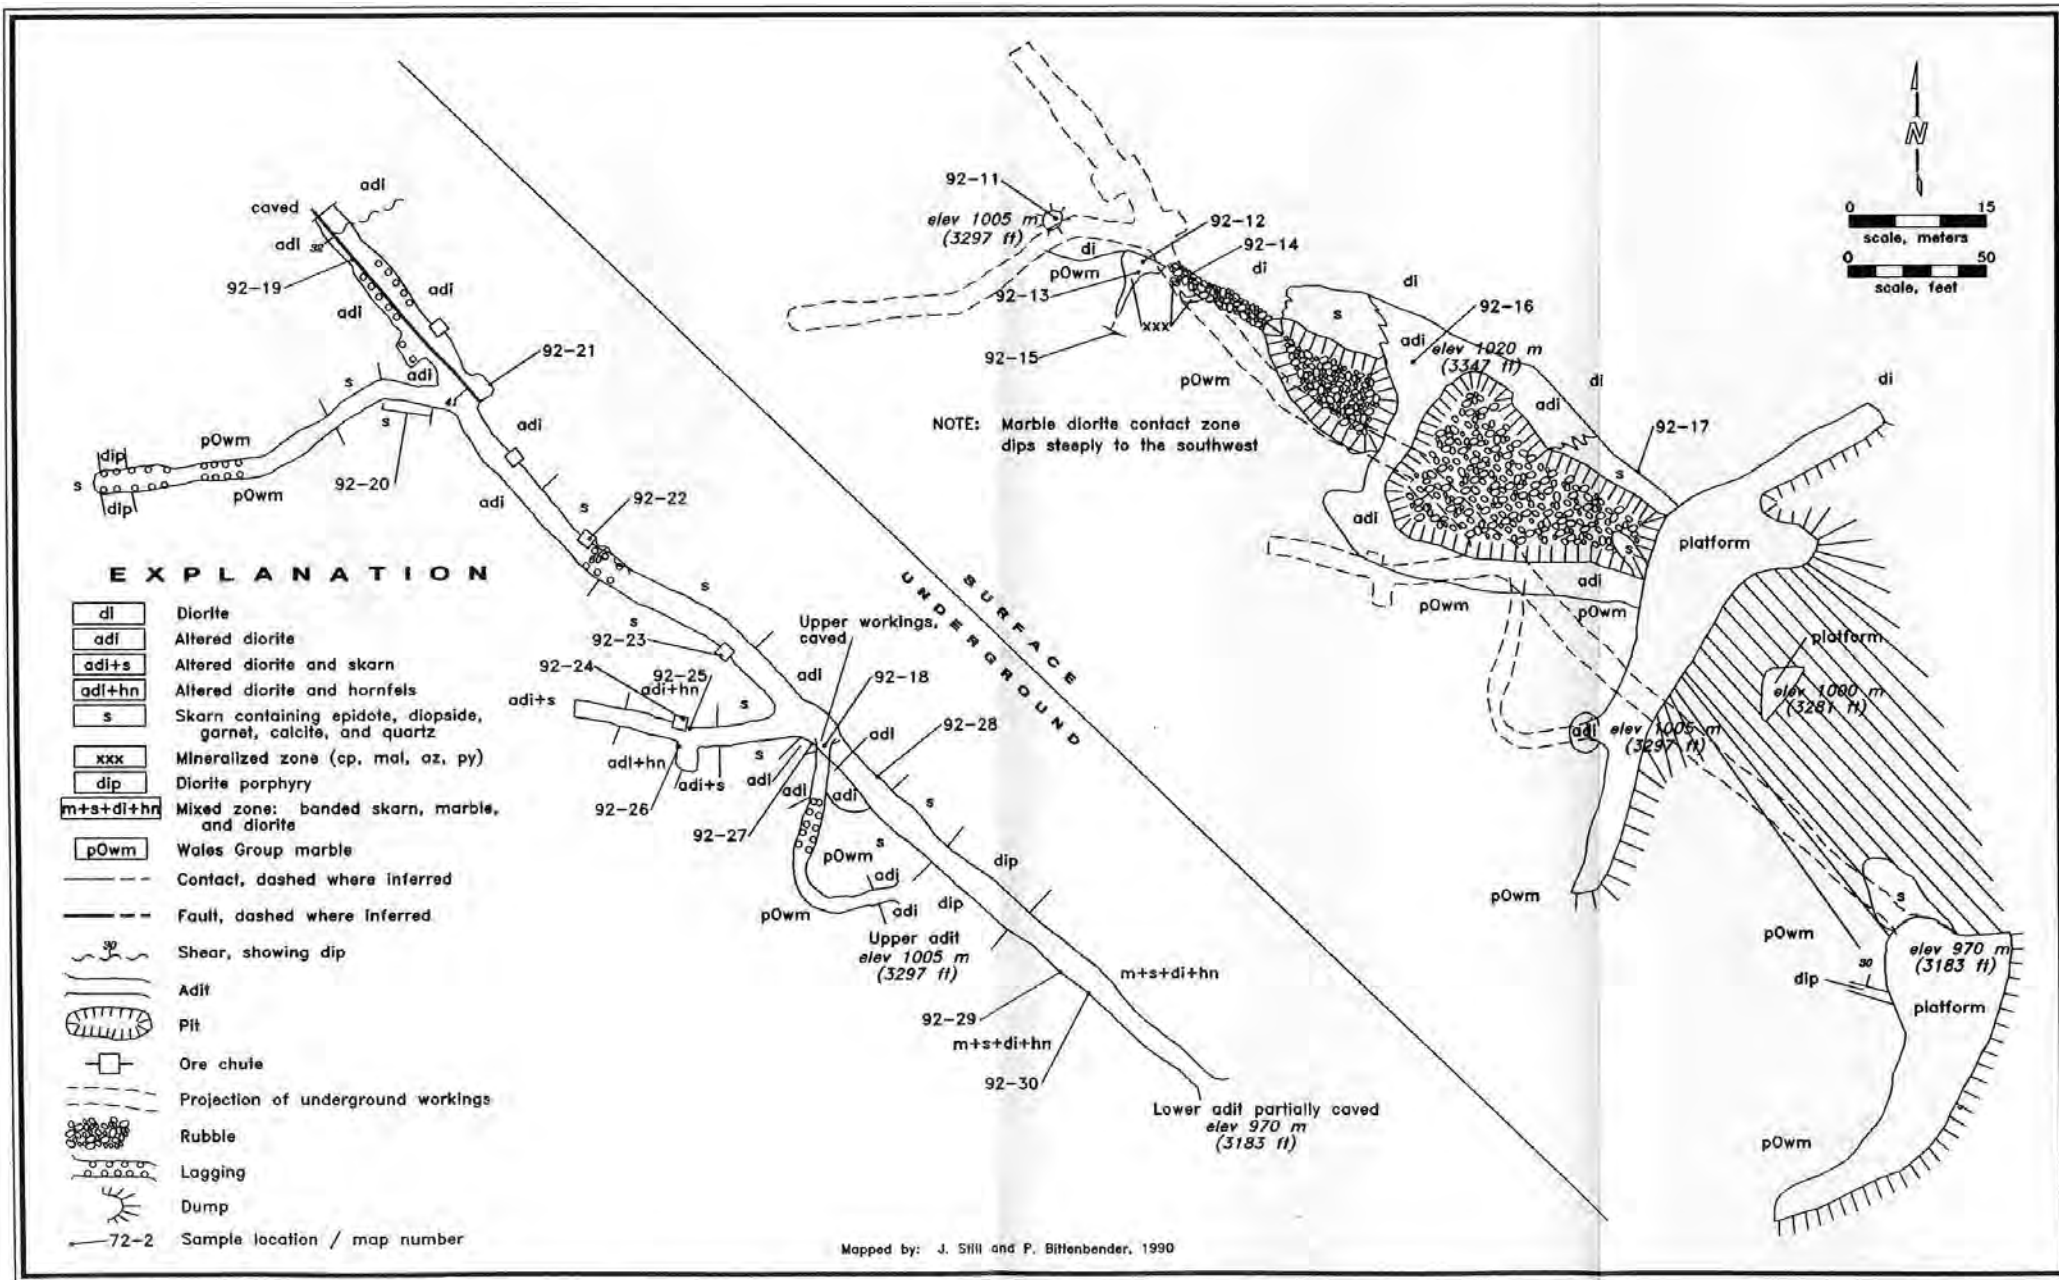 adi
caved
adi
32
92-19
adi
adi
92-21
adi
s
41
s
adi
pOwm
dip
92-20
adi
s
pOwm
dip
s
92-22
s
s
92-23
Upper workings,
caved
92-24
92-25
adi+hn
92-18
adi
adi+s
s
92-28
adi
adi+hn
s
adi+s
adi
adi
adi
s
92-26
92-27
s
pOwm
dip
adi
dip
pOwm
adi
Upper adit
elev 1005 m
(3297 ft)
m+s+di+hn
92-29
m+s+di+hn
92-30
Lower adit partially caved
elev 970 m
(3183 ft)
SURFACE
UNDERGROUND
92-11
elev 1005 m
(3297 ft)
92-12
92-14
di
pOwm
di
92-13
xxx
92-15
di
s
92-16
adi
elev 1020 m
(3347 ft)
pOwm
di
adi
di
92-17
NOTE: Marble diorite contact zone
dips steeply to the southwest
s
adi
s
platform
adi
pOwm
pOwm
platform
elev 1000 m
(3281 ft)
adi
elev 1005 m
(3297 ft)
pOwm
s
pOwm
elev 970 m
(3183 ft)
30
dip
platform
pOwm
N
0 15
scale, meters
0 50
scale, feet
EXPLANATION
di Diorite
adi Altered diorite
adi+s Altered diorite and skarn
adi+hn Altered diorite and hornfels
s Skarn containing epidote, diopside,
garnet, calcite, and quartz
xxx Mineralized zone (cp, mal, az, py)
dip Diorite porphyry
m+s+di+hn Mixed zone: banded skarn, marble,
and diorite
pOwm Wales Group marble
Contact, dashed where inferred
Fault, dashed where inferred
30 Shear, showing dip
Adit
Pit
Ore chute
Projection of underground workings
Rubble
Lagging
Dump
72-2 Sample location / map number
Mapped by: J. Still and P. Bittenbender, 1990